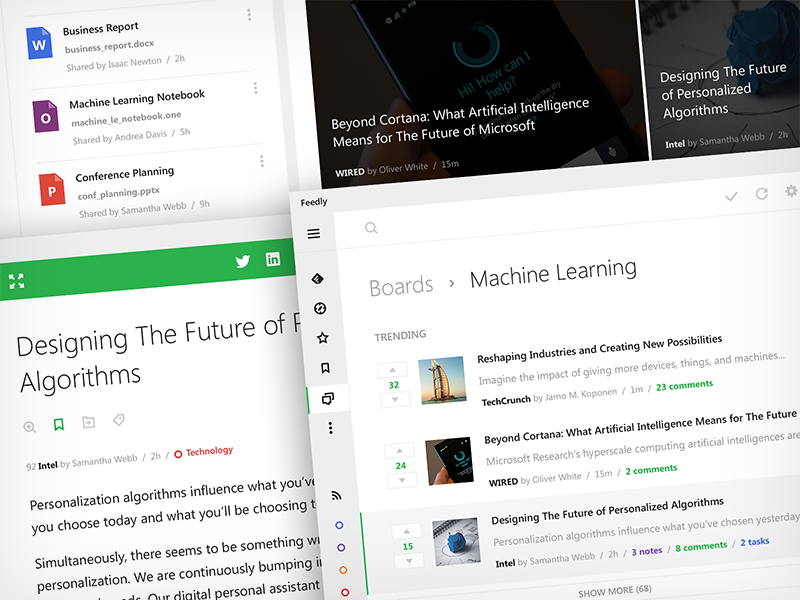 W
Business Report
business_report.docx
Shared by Isaac Newton / 2h
O
Machine Learning Notebook
machine_le_notebook.one
Shared by Andrea Davis / 5h
P
Conference Planning
conf_planning.pptx
Shared by Samantha Webb / 9h
Hi! How can I
help?
Beyond Cortana: What Artificial Intelligence
Means for The Future of Microsoft
WIRED by Oliver White / 15m
Designing The Future
of Personalized
Algorithms
Intel by Samantha Webb / 2h
in
Designing The Future of
Algorithms
92 Intel by Samantha Webb / 2h / Technology
Personalization algorithms influence what you've
you choose today and what you'll be choosing
Simultaneously, there seems to be something
personalization. We are continuously bumping
Our digital personal assistant
Feedly
Boards › Machine Learning
TRENDING
32
Reshaping Industries and Creating New Possibilities
Imagine the impact of giving more devices, things, and machines...
TechCrunch by Jarno M. Koponen / 1m / 23 comments
24
Beyond Cortana: What Artificial Intelligence Means for The Future
Microsoft Research's hyperscale computing artificial intelligences are
WIRED by Oliver White / 15m / 2 comments
15
Designing The Future of Personalized Algorithms
Personalization algorithms influence what you've chosen yesterday
Intel by Samantha Webb / 2h / 3 notes / 8 comments / 2 tasks
SHOW MORE (68)